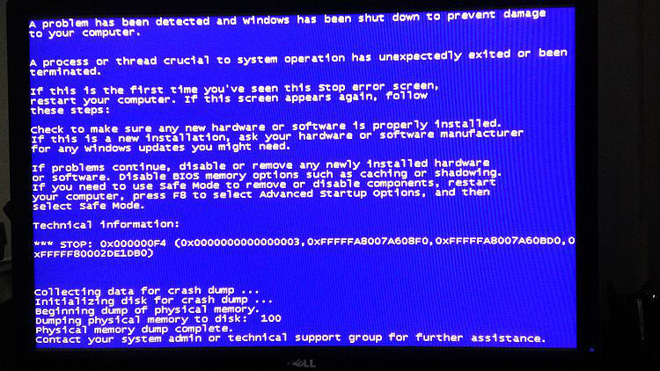 A problem has been detected and windows has been shut down to prevent damage
to your computer.
A process or thread crucial to system operation has unexpectedly exited or been
terminated.
If this is the first time you've seen this Stop error screen,
restart your computer. If this screen appears again, follow
these steps:
Check to make sure any new hardware or software is properly installed.
If this is a new installation, ask your hardware or software manufacturer
for any windows updates you might need.
If problems continue, disable or remove any newly installed hardware
or software. Disable BIOS memory options such as caching or shadowing.
If you need to use Safe Mode to remove or disable components, restart
your computer, press F8 to select Advanced Startup Options, and then
select Safe Mode.
Technical information:
*** STOP: 0x000000F4 (0x0000000000000003,0xFFFFFA8007A608F0,0xFFFFFA8007A60BD0,0
xFFFFF80002DE1DB0)
Collecting data for crash dump ...
Initializing disk for crash dump ...
Beginning dump of physical memory.
Dumping physical memory to disk: 100
Physical memory dump complete.
Contact your system admin or technical support group for further assistance.
DELL